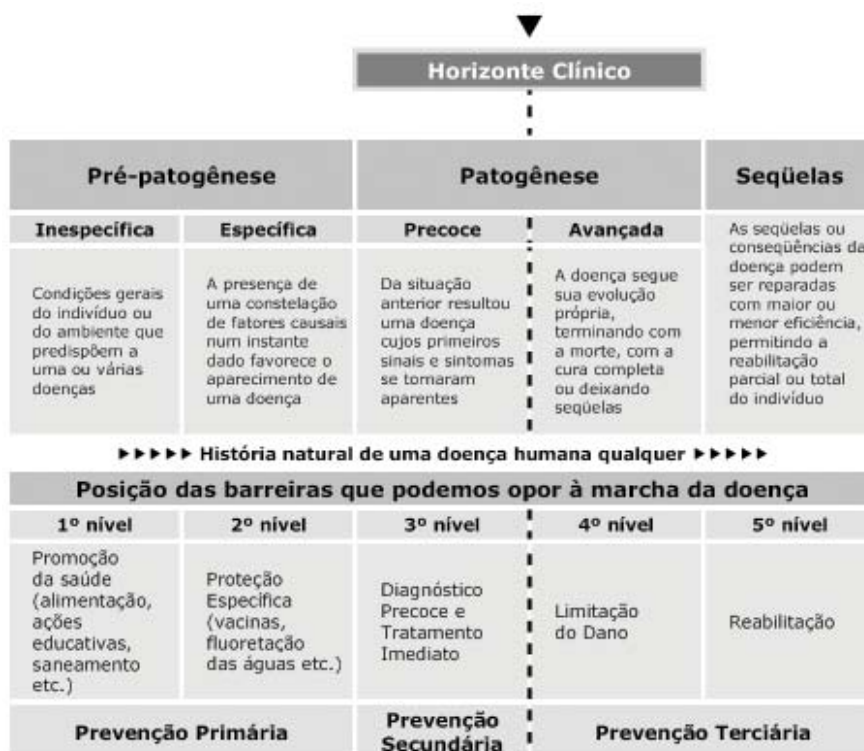 Horizonte Clínico
Pré-patogênese
Patogênese
Seqüelas
Inespecífica
Específica
Precoce
Avançada
Condições gerais
do indivíduo ou
do ambiente que
predispõem a
uma ou várias
doenças
A presença de
uma constelação
de fatores causais
num instante
dado favorece o
aparecimento de
uma doença
Da situação
anterior resultou
uma doença
cujos primeiros
sinais e sintomas
se tornaram
aparentes
A doença segue
sua evolução
própria,
terminando com
a morte, com a
cura completa
ou deixando
seqüelas
As seqüelas ou
conseqüências da
doença podem
ser reparadas
com maior ou
menor eficiência,
permitindo a
reabilitação
parcial ou total
do indivíduo
História natural de uma doença humana qualquer
Posição das barreiras que podemos opor à marcha da doença
1º nível
2º nível
3º nível
4º nível
5º nível
Promoção
da saúde
(alimentação,
ações
educativas,
saneamento
etc.)
Proteção
Específica
(vacinas,
fluoretação
das águas etc.)
Diagnóstico
Precoce e
Tratamento
Imediato
Limitação
do Dano
Reabilitação
Prevenção Primária
Prevenção
Secundária
Prevenção Terciária